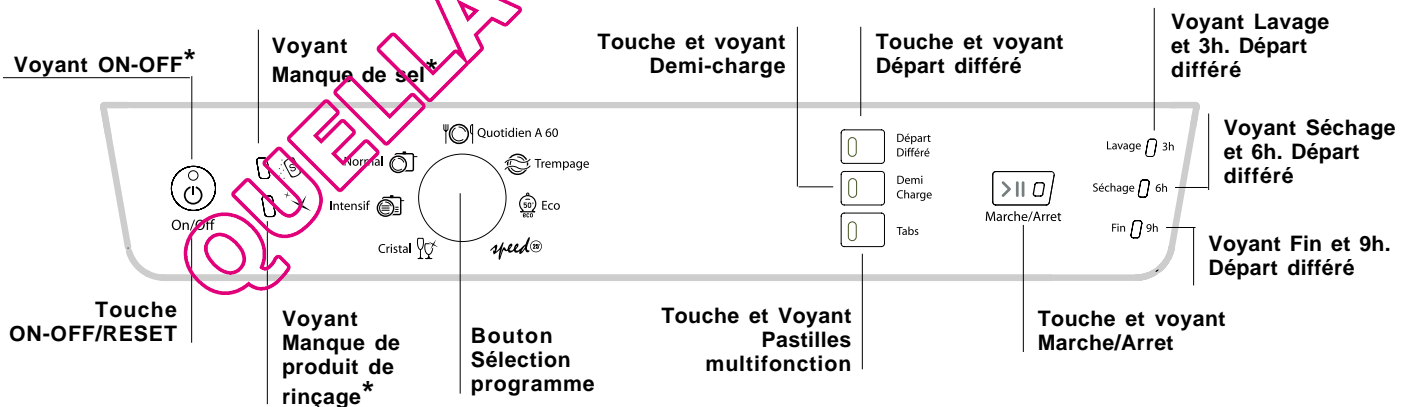 Voyant ON-OFF*
Voyant
Manque de sel*
Touche et voyant
Demi-charge
Touche et voyant
Départ différé
Voyant Lavage
et 3h. Départ
différé
Voyant Séchage
et 6h. Départ
différé
Voyant Fin et 9h.
Départ différé
On/Off
S
Quotidien A 60
Normal
Trempage
Intensif
50°
eco
Eco
Cristal
speed 28'
Départ
Différé
Demi
Charge
Tabs
Marche/Arret
Lavage 3h
Séchage 6h
Fin 9h
Touche
ON-OFF/RESET
Voyant
Manque de
produit de
rinçage*
Bouton
Sélection
programme
Touche et Voyant
Pastilles
multifonction
Touche et voyant
Marche/Arret
QUELLA